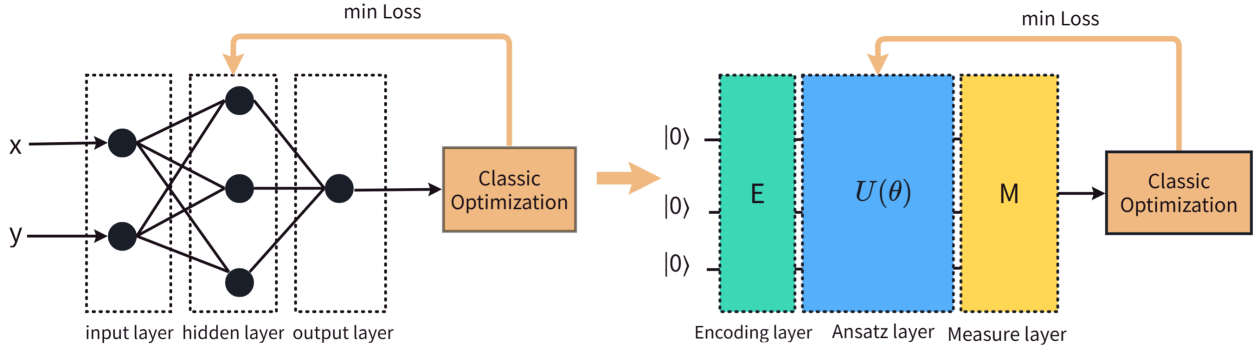 min Loss
x
y
Classic
Optimization
input layer
hidden layer
output layer
min Loss
|0⟩
|0⟩
|0⟩
E
U(θ)
M
Classic
Optimization
Encoding layer
Ansatz layer
Measure layer